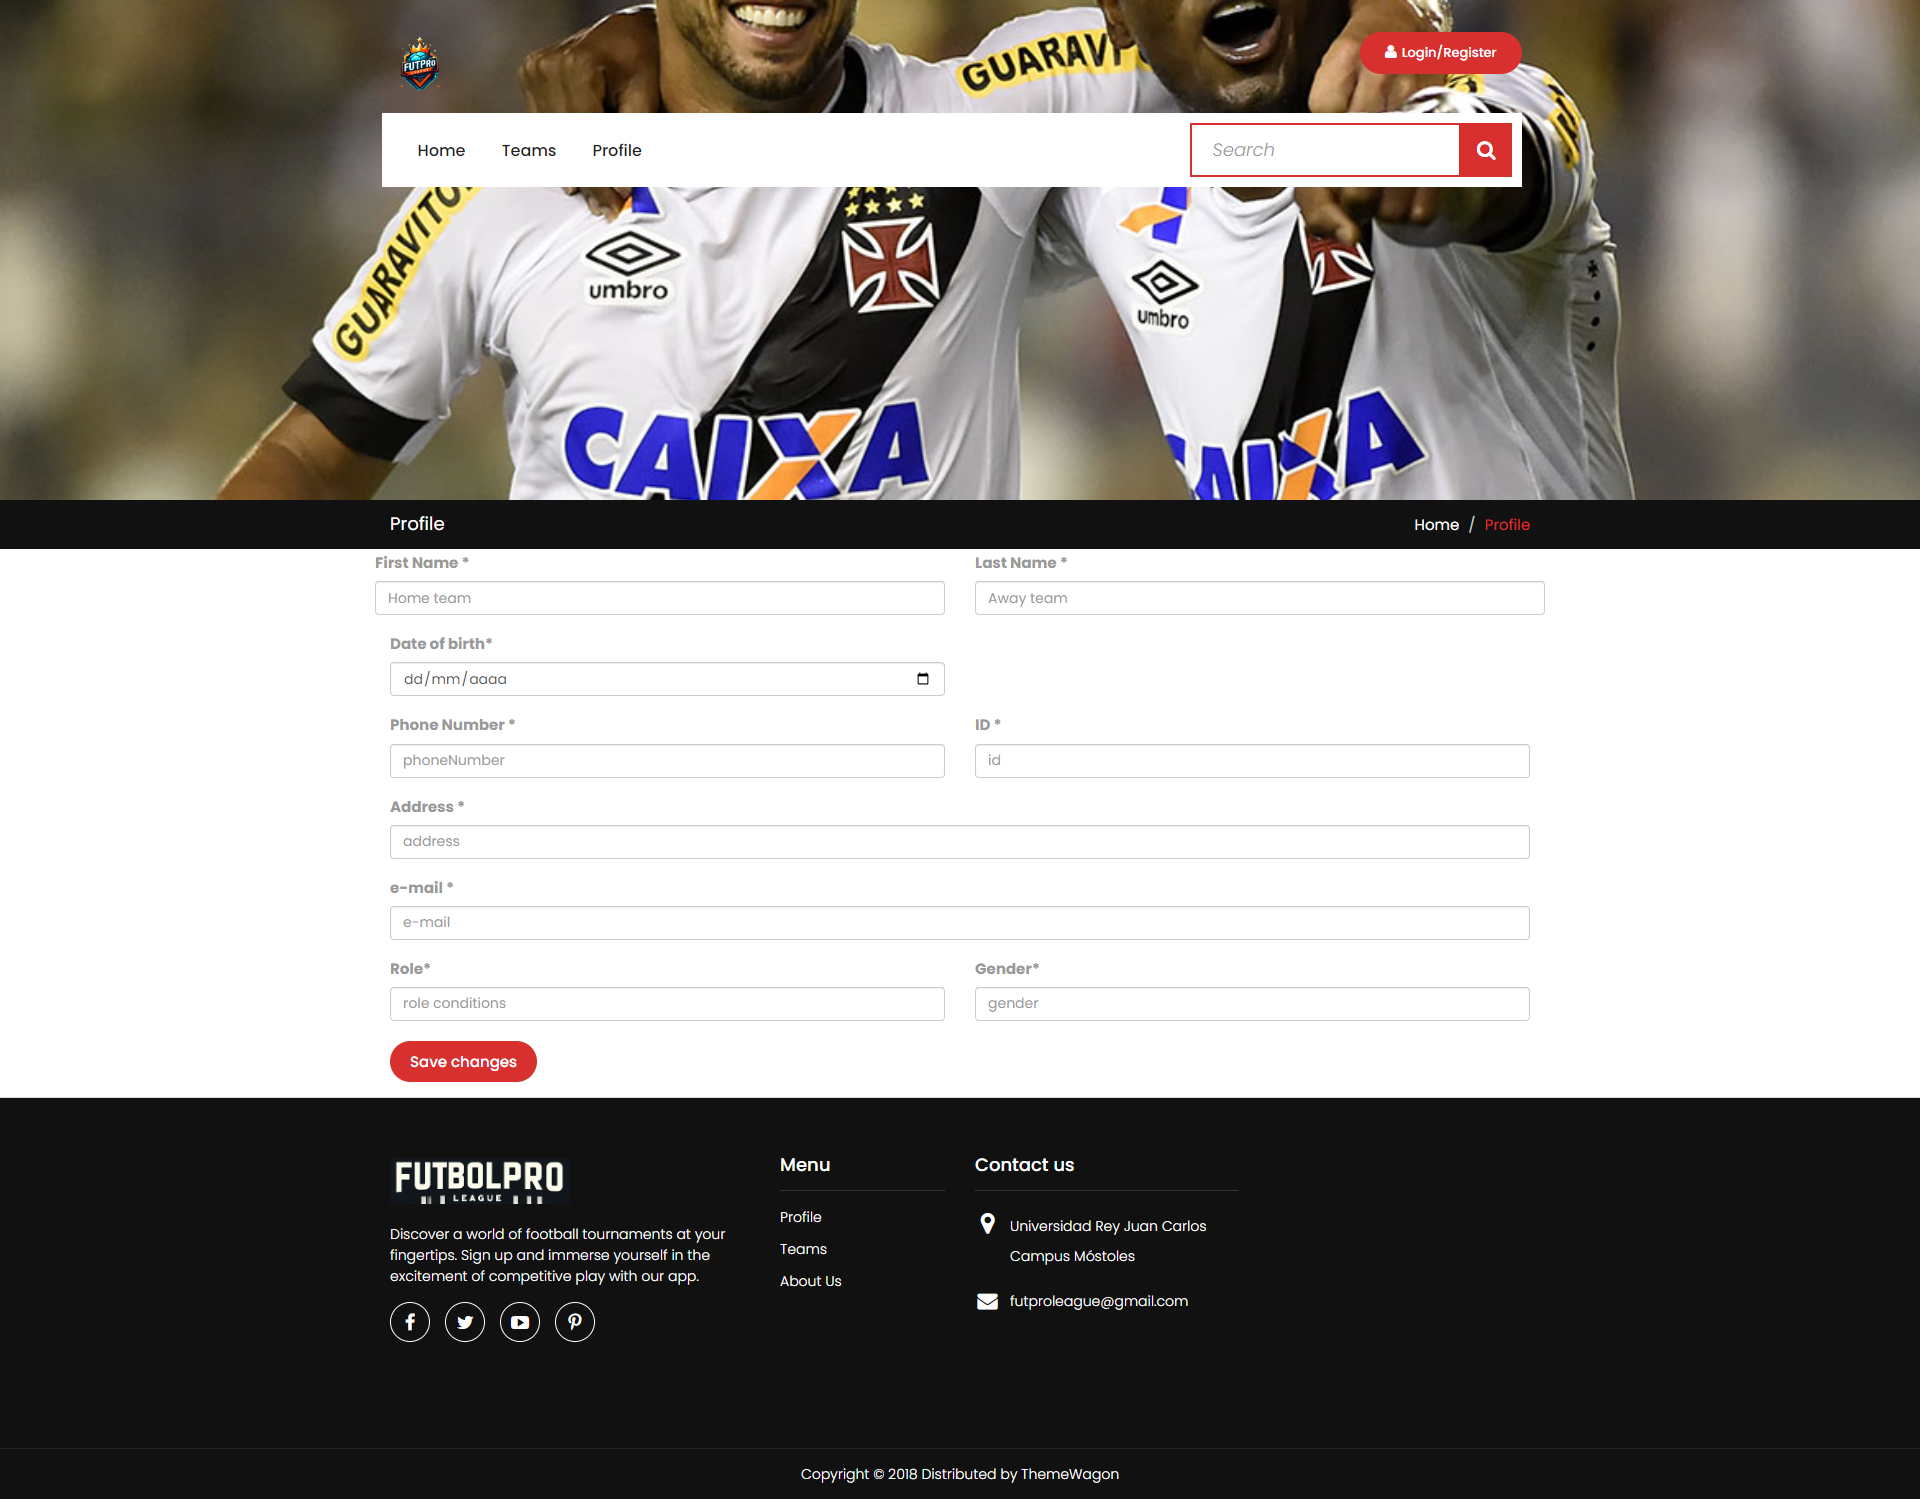 FUTPRO
LEAGUE
Login/Register
GUARAVI
Home
Teams
Profile
Search
GUARAVITO
umbro
umbro
CAIXA
CAIXA
Profile
Home / Profile
First Name *
Last Name *
Home team
Away team
Date of birth*
dd/mm/aaaa
Phone Number *
ID *
phoneNumber
id
Address *
address
e-mail *
e-mail
Role*
Gender*
role conditions
gender
Save changes
FUTBOLPRO
LEAGUE
Discover a world of football tournaments at your
fingertips. Sign up and immerse yourself in the
excitement of competitive play with our app.
Menu
Profile
Teams
About Us
Contact us
Universidad Rey Juan Carlos
Campus Móstoles
futproleague@gmail.com
Copyright © 2018 Distributed by ThemeWagon